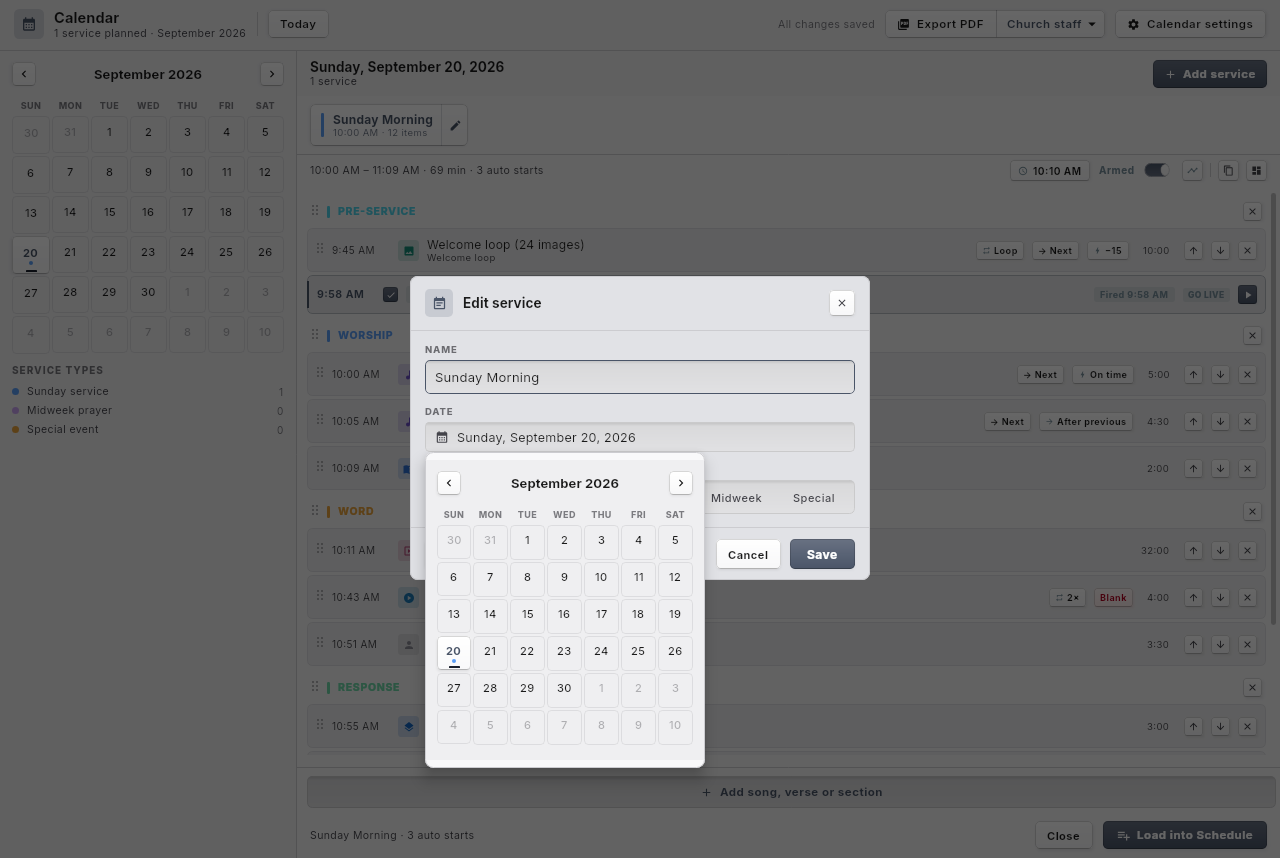 Calendar
1 service planned · September 2026
Today
All changes saved
Export PDF
Church staff
Calendar settings
September 2026
SUN MON TUE WED THU FRI SAT
30 31 1 2 3 4 5
6 7 8 9 10 11 12
13 14 15 16 17 18 19
20 21 22 23 24 25 26
27 28 29 30 1 2 3
4 5 6 7 8 9 10
SERVICE TYPES
Sunday service 1
Midweek prayer 0
Special event 0
Sunday, September 20, 2026
1 service
+ Add service
Sunday Morning
10:00 AM · 12 items
10:00 AM – 11:09 AM · 69 min · 3 auto starts
10:10 AM
Armed
PRE-SERVICE
9:45 AM
Welcome loop (24 images)
Welcome loop
Loop
→ Next
−15
10:00
9:58 AM
Fired 9:58 AM
GO LIVE
WORSHIP
10:00 AM
→ Next
On time
5:00
10:05 AM
→ Next
After previous
4:30
10:09 AM
2:00
WORD
10:11 AM
32:00
10:43 AM
2×
Blank
4:00
10:51 AM
3:30
RESPONSE
10:55 AM
3:00
+ Add song, verse or section
Sunday Morning · 3 auto starts
Close
Load into Schedule
Edit service
NAME
Sunday Morning
DATE
Sunday, September 20, 2026
Midweek
Special
Cancel
Save
September 2026
SUN MON TUE WED THU FRI SAT
30 31 1 2 3 4 5
6 7 8 9 10 11 12
13 14 15 16 17 18 19
20 21 22 23 24 25 26
27 28 29 30 1 2 3
4 5 6 7 8 9 10